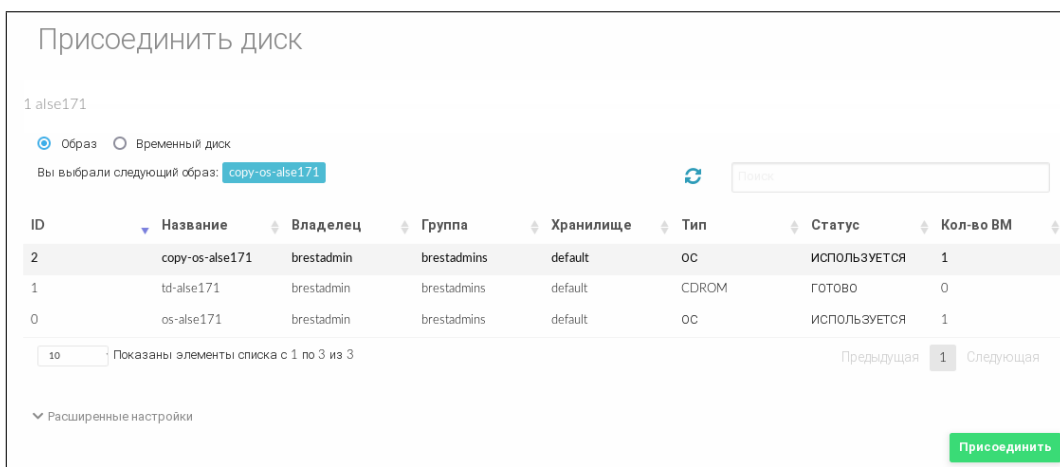 Присоединить диск
1 alse171
Образ Временный диск
Вы выбрали следующий образ: copy-os-alse171 Поиск
ID Название Владелец Группа Хранилище Тип Статус Кол-во ВМ
2 copy-os-alse171 brestadmin brestadmins default ОС ИСПОЛЬЗУЕТСЯ 1
1 td-alse171 brestadmin brestadmins default CDROM ГОТОВО 0
0 os-alse171 brestadmin brestadmins default ОС ИСПОЛЬЗУЕТСЯ 1
10 Показаны элементы списка с 1 по 3 из 3 Предыдущая 1 Следующая
Расширенные настройки
Присоединить